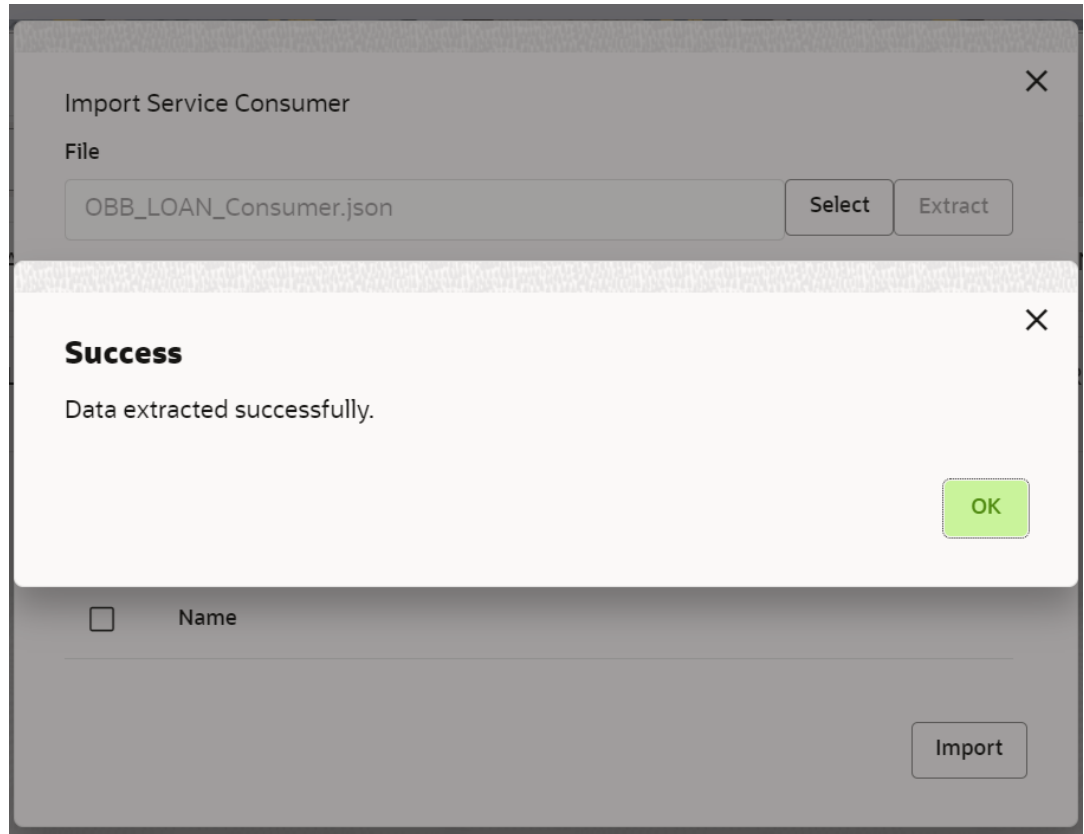 Import Service Consumer
File
OBB_LOAN_Consumer.json
Select
Extract
Success
Data extracted successfully.
OK
Name
Import